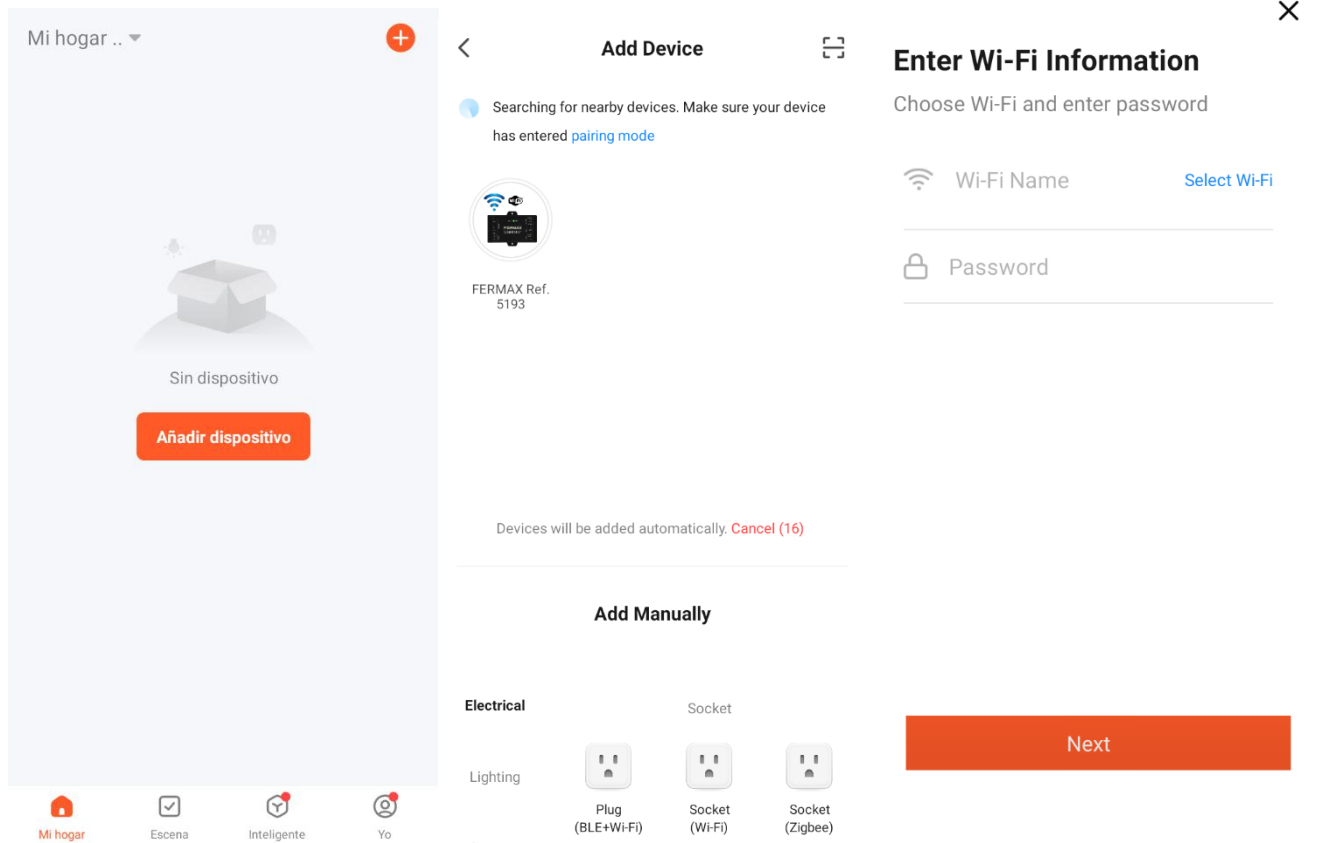 Mi hogar ..
Sin dispositivo
Añadir dispositivo
Mi hogar
Escena
Inteligente
Yo
Add Device
Searching for nearby devices. Make sure your device
has entered pairing mode
FERMAX
FERMAX Ref.
5193
Devices will be added automatically. Cancel (16)
Add Manually
Electrical
Socket
Lighting
Plug
(BLE+Wi-Fi)
Socket
(Wi-Fi)
Socket
(Zigbee)
Enter Wi-Fi Information
Choose Wi-Fi and enter password
Wi-Fi Name
Select Wi-Fi
Password
Next